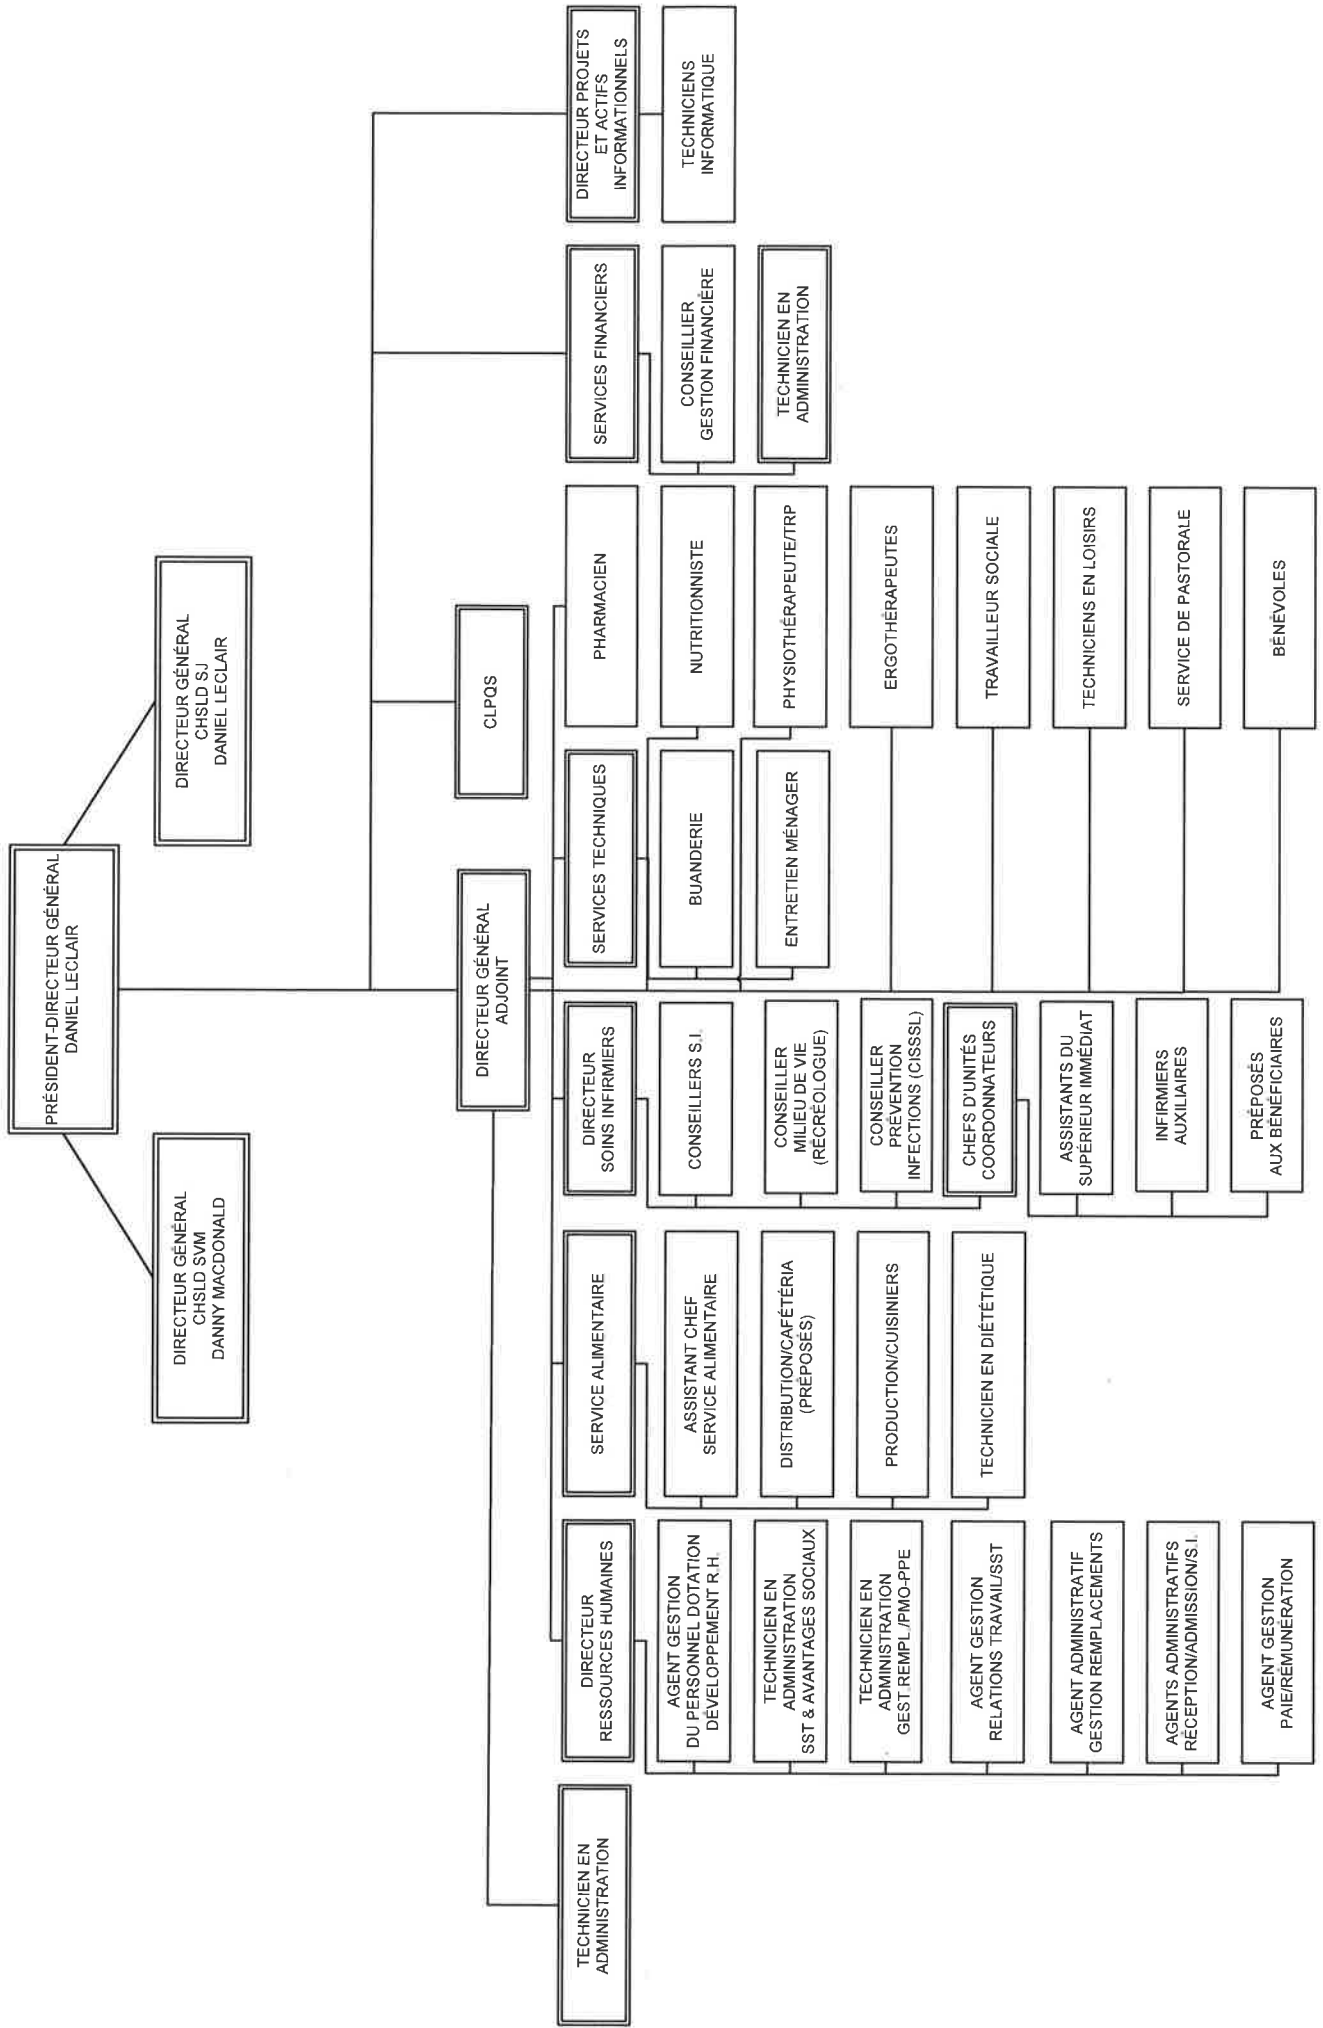 PRÉSIDENT-DIRECTEUR GÉNÉRAL
DANIEL LECLAIR
DIRECTEUR GÉNÉRAL
CHSLD SVM
DANNY MACDONALD
DIRECTEUR GÉNÉRAL
CHSLD SJ
DANIEL LECLAIR
DIRECTEUR GÉNÉRAL
ADJOINT
CLPQS
TECHNICIEN EN
ADMINISTRATION
DIRECTEUR
RESSOURCES HUMAINES
AGENT GESTION
DU PERSONNEL DOTATION
DÉVELOPPEMENT R.H.
TECHNICIEN EN
ADMINISTRATION
SST & AVANTAGES SOCIAUX
TECHNICIEN EN
ADMINISTRATION
GEST.REMPL./PMO-PPE
AGENT GESTION
RELATIONS TRAVAIL/SST
AGENT ADMINISTRATIF
GESTION REMPLACEMENTS
AGENTS ADMINISTRATIFS
RÉCEPTION/ADMISSION/S.I.
AGENT GESTION
PAIE/RÉMUNÉRATION
SERVICE ALIMENTAIRE
ASSISTANT CHEF
SERVICE ALIMENTAIRE
DISTRIBUTION/CAFÉTÉRIA
(PRÉPOSÉS)
PRODUCTION/CUISINIERS
TECHNICIEN EN DIÉTÉTIQUE
DIRECTEUR
SOINS INFIRMIERS
CONSEILLERS S.I.
CONSEILLER
MILIEU DE VIE
(RÉCRÉOLOGUE)
CONSEILLER
PRÉVENTION
INFECTIONS (CISSSL)
CHEFS D'UNITÉS
COORDONNATEURS
ASSISTANTS DU
SUPÉRIEUR IMMÉDIAT
INFIRMIERS
AUXILIAIRES
PRÉPOSÉS
AUX BÉNÉFICIAIRES
SERVICES TECHNIQUES
BUANDERIE
ENTRETIEN MÉNAGER
PHARMACIEN
NUTRITIONNISTE
PHYSIOTHÉRAPEUTE/TRP
ERGOTHÉRAPEUTES
TRAVAILLEUR SOCIALE
TECHNICIENS EN LOISIRS
SERVICE DE PASTORALE
BÉNÉVOLES
SERVICES FINANCIERS
CONSEILLIER
GESTION FINANCIÈRE
TECHNICIEN EN
ADMINISTRATION
DIRECTEUR PROJETS
ET ACTIFS
INFORMATIONNELS
TECHNICIENS
INFORMATIQUE